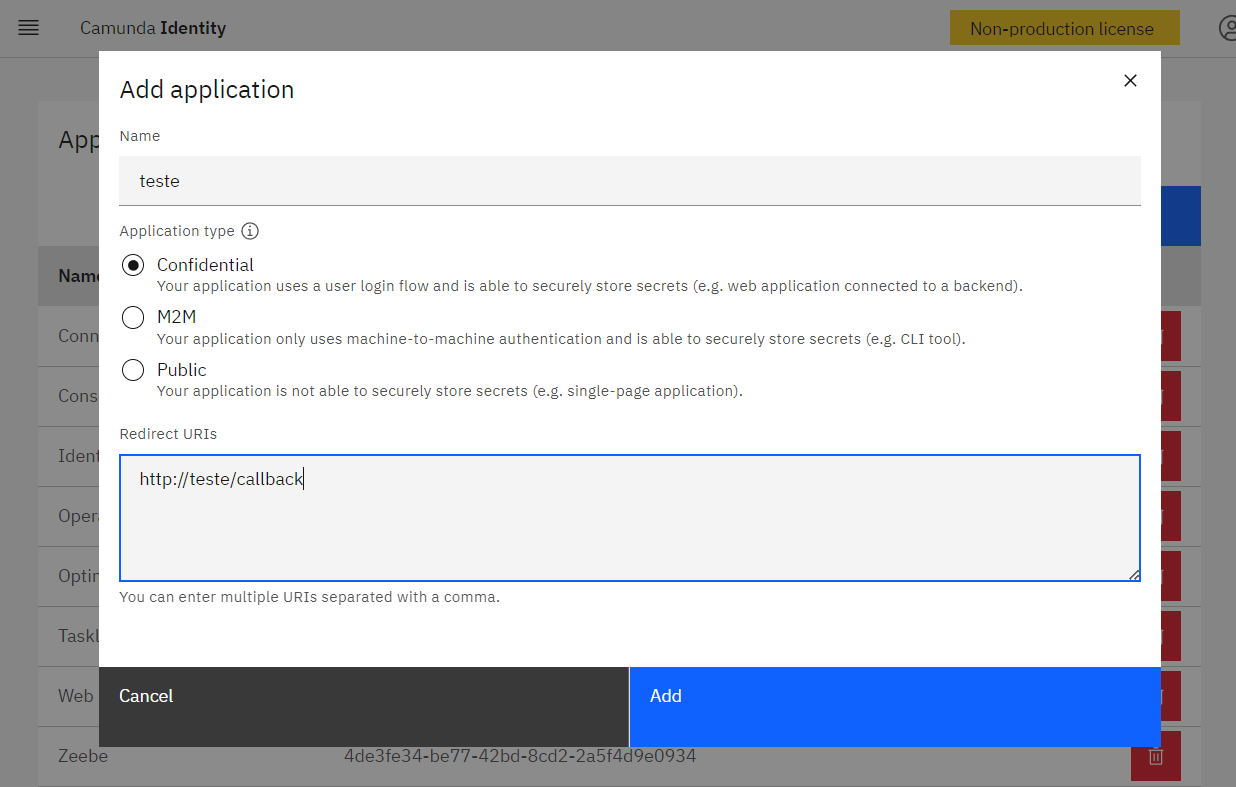 Camunda Identity
Non-production license
Add application
Name
teste
Application type
Confidential
Your application uses a user login flow and is able to securely store secrets (e.g. web application connected to a backend).
M2M
Your application only uses machine-to-machine authentication and is able to securely store secrets (e.g. CLI tool).
Public
Your application is not able to securely store secrets (e.g. single-page application).
Redirect URIs
http://teste/callback
You can enter multiple URIs separated with a comma.
Cancel
Add
App
Name
Conn
Cons
Ident
Opera
Optim
Taskl
Web
Zeebe 4de3fe34-be77-42bd-8cd2-2a5f4d9e0934